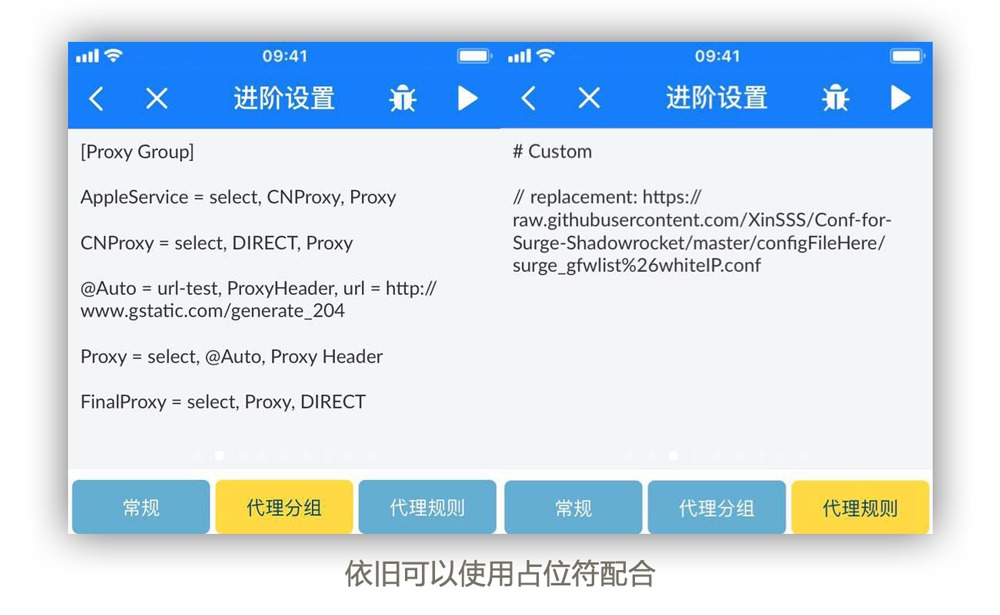 09:41
进阶设置
[Proxy Group]
AppleService = select, CNProxy, Proxy
CNProxy = select, DIRECT, Proxy
@Auto = url-test, ProxyHeader, url = http://
www.gstatic.com/generate_204
Proxy = select, @Auto, Proxy Header
FinalProxy = select, Proxy, DIRECT
常规
代理分组
代理规则
09:41
进阶设置
# Custom
// replacement: https://
raw.githubusercontent.com/XinSSS/Conf-for-
Surge-Shadowrocket/master/configFileHere/
surge_gfwlist%26whiteIP.conf
常规
代理分组
代理规则
依旧可以使用占位符配合